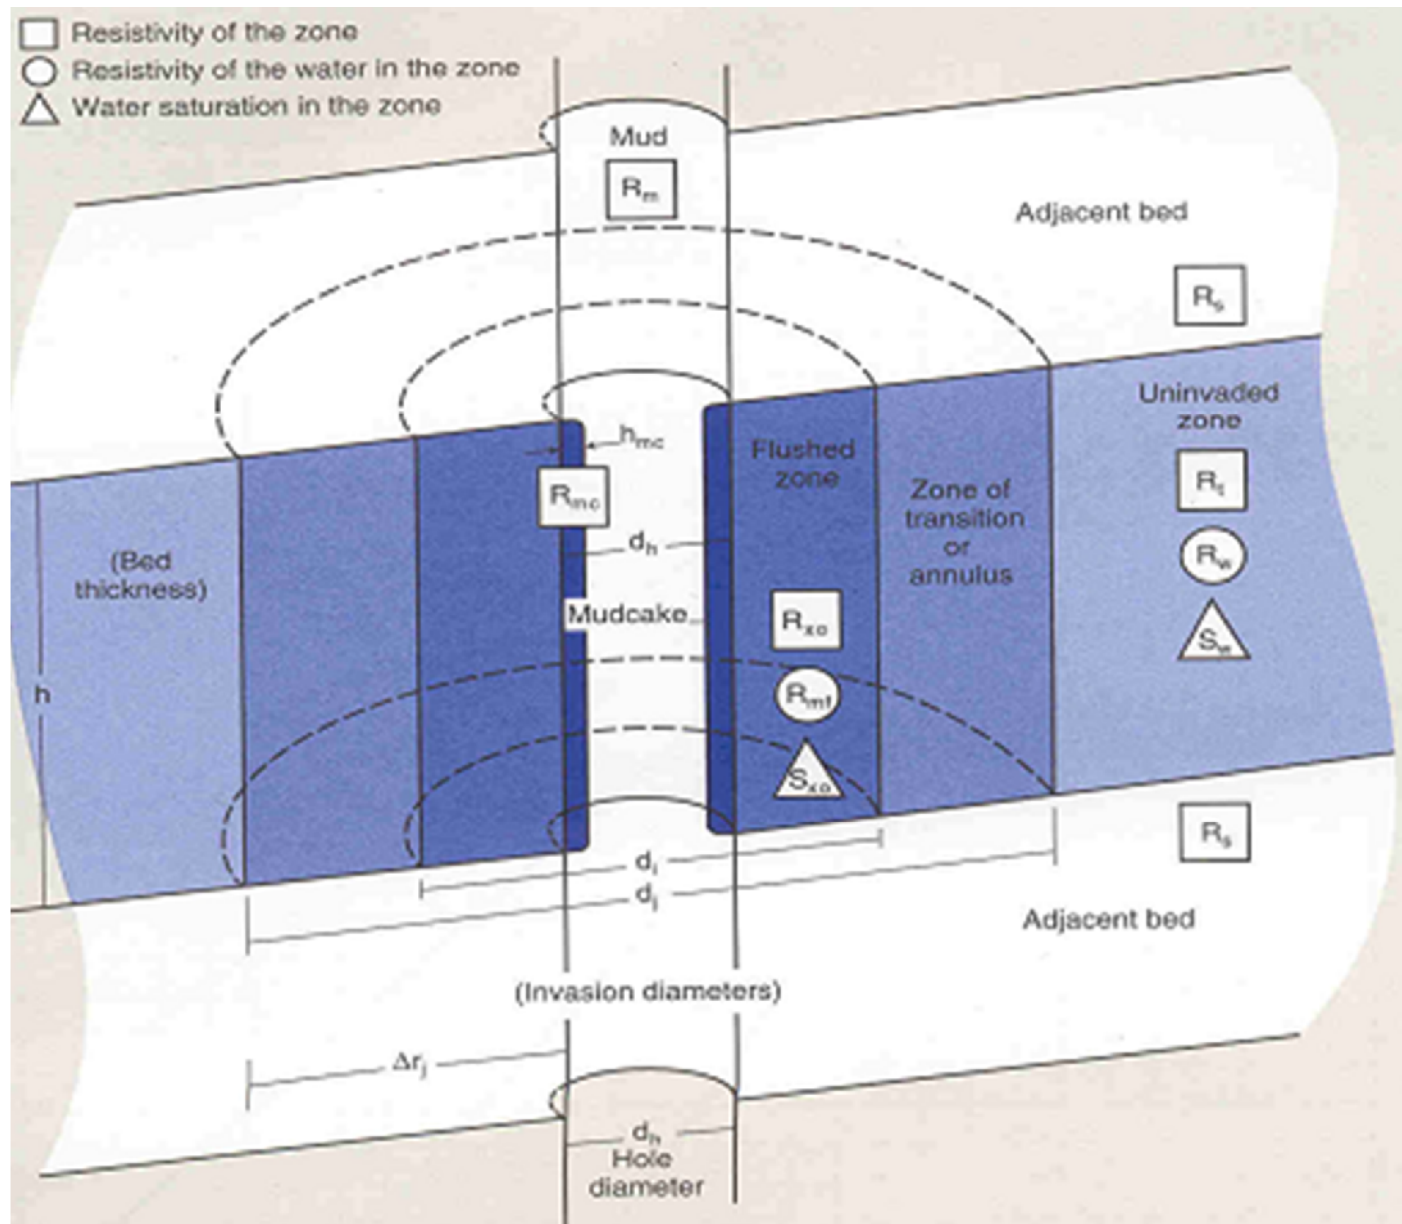 Resistivity of the zone
Resistivity of the water in the zone
Water saturation in the zone
Mud
Rm
Adjacent bed
Rs
Uninvaded
zone
Rt
Rw
Sw
hmc
Rmc
Flushed
zone
Zone of
transition
or
annulus
(Bed
thickness)
dh
Mudcake
Rxo
Rmf
Sxo
h
di
dj
Rs
Adjacent bed
(Invasion diameters)
Δrj
dh
Hole
diameter